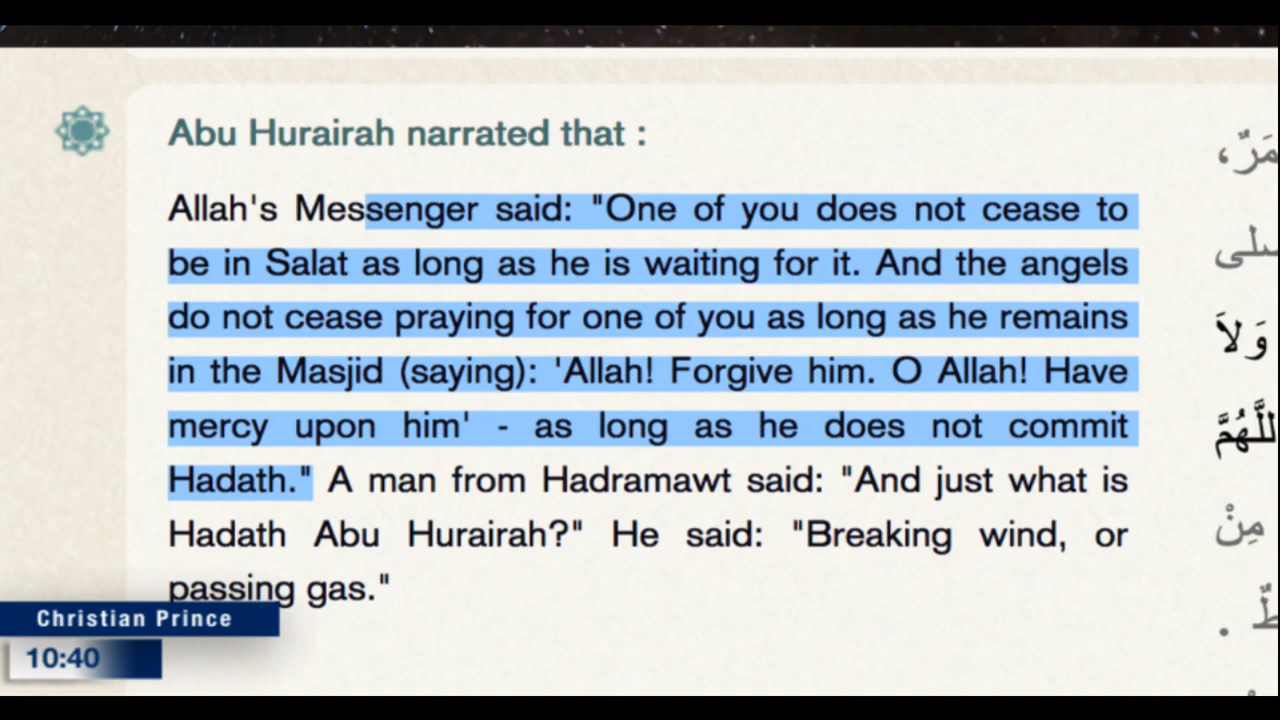 Abu Hurairah narrated that :
Allah's Messenger said: "One of you does not cease to
be in Salat as long as he is waiting for it. And the angels
do not cease praying for one of you as long as he remains
in the Masjid (saying): 'Allah! Forgive him. O Allah! Have
mercy upon him' - as long as he does not commit
Hadath." A man from Hadramawt said: "And just what is
Hadath Abu Hurairah?" He said: "Breaking wind, or
passing gas."
وَلاَ
مِنْ
Christian Prince
10:40